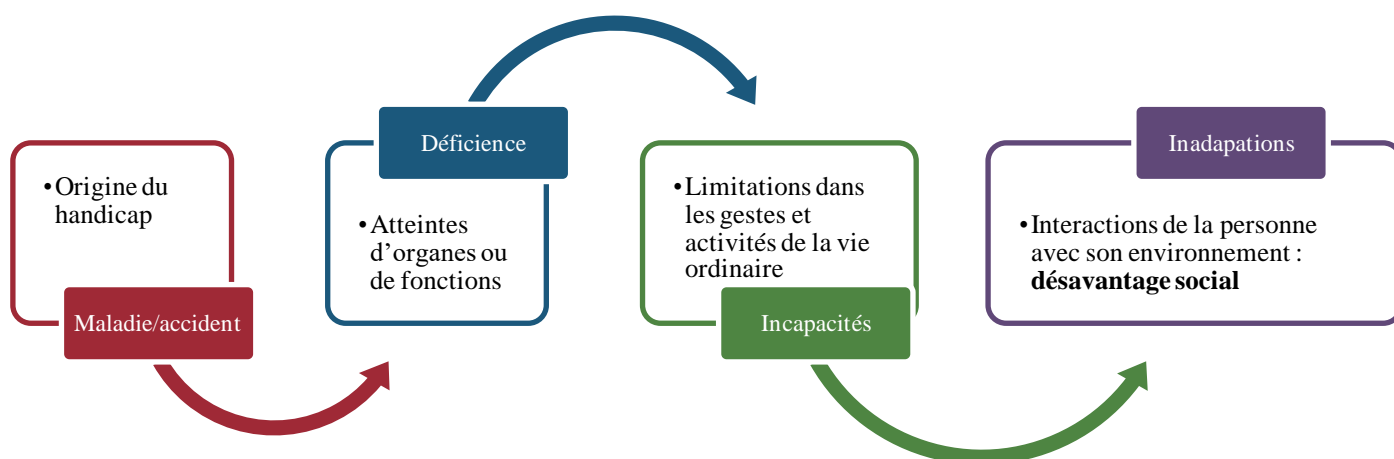 • Origine du
handicap
Maladie/accident
Déficience
• Atteintes
d’organes ou
de fonctions
• Limitations dans
les gestes et
activités de la vie
ordinaire
Incapacités
Inadapations
• Interactions de la personne
avec son environnement :
désavantage social